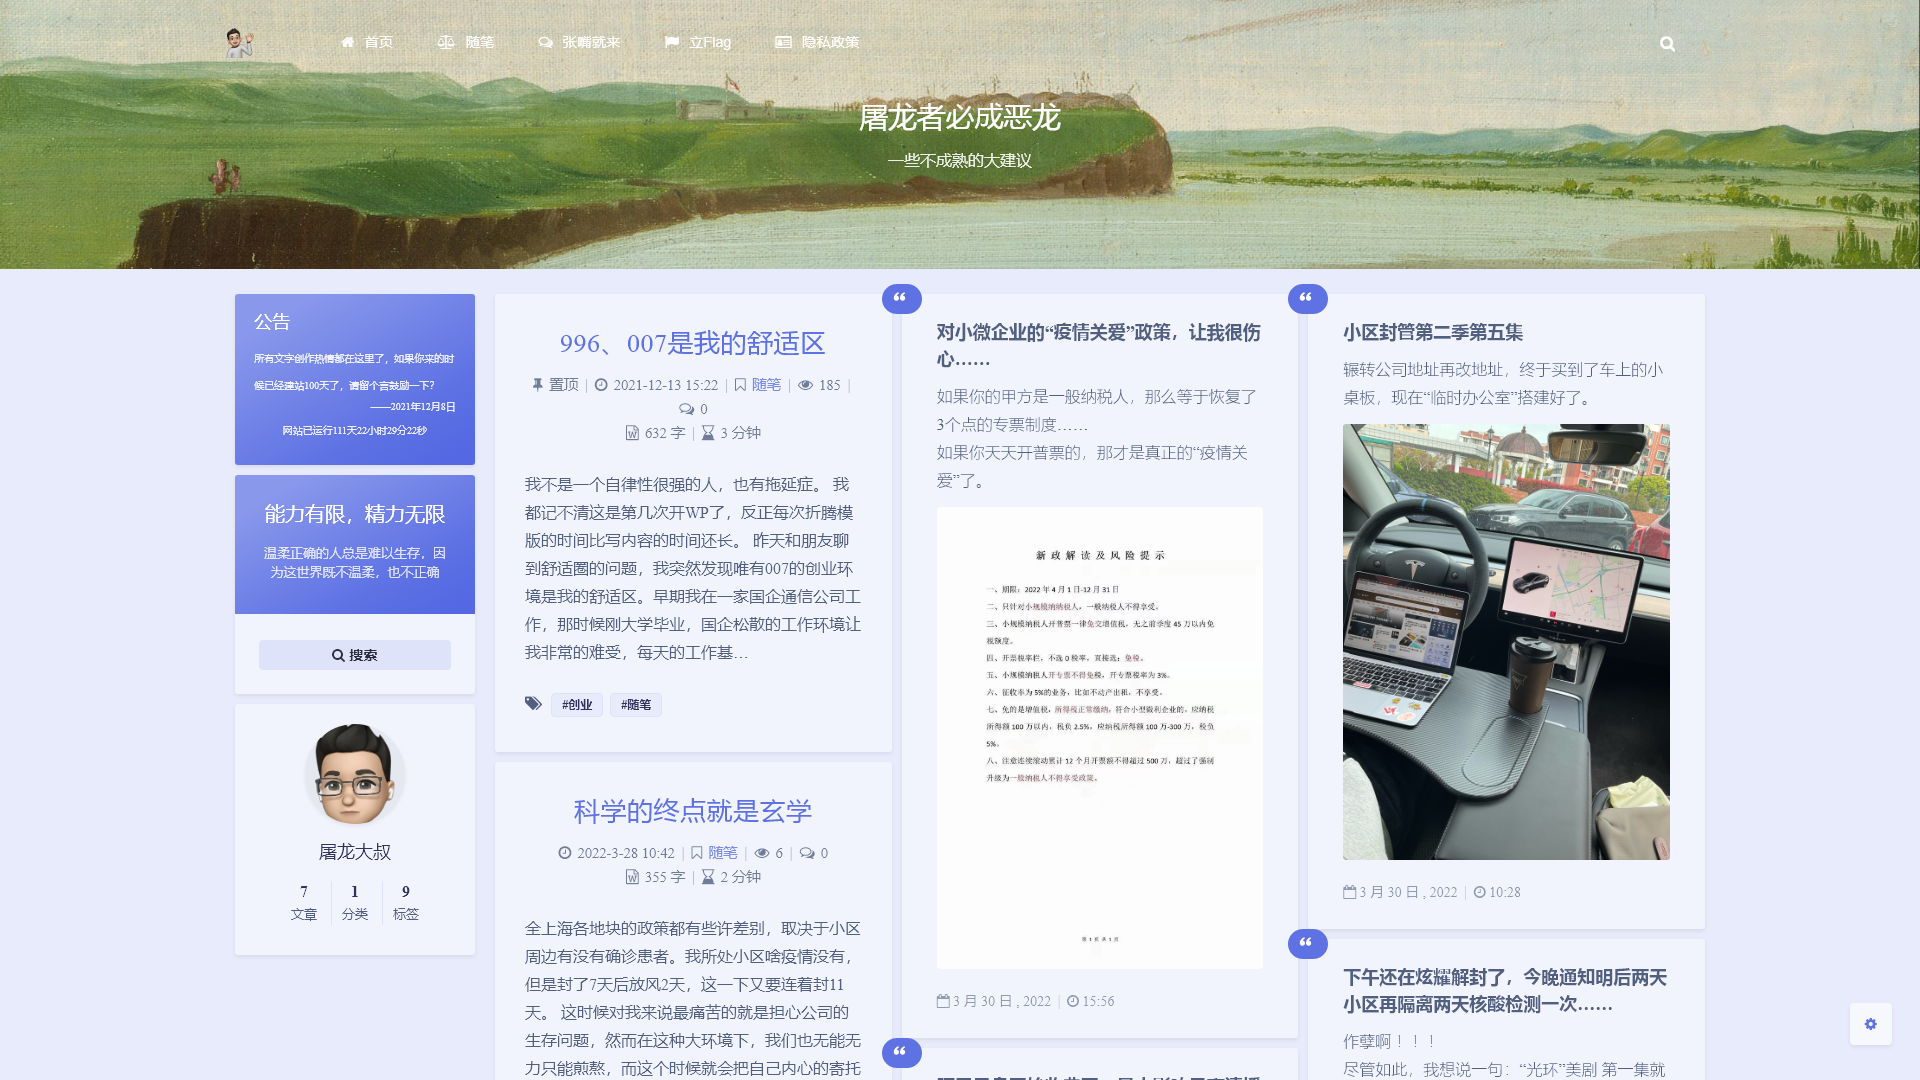 首页
随笔
张嘴就来
立Flag
隐私政策
屠龙者必成恶龙
一些不成熟的大建议
公告
所有文字创作热情都在这里了，如果你来的时
候已经建站100天了，请留个言鼓励一下？
——2021年12月8日
网站已运行111天22小时29分22秒
能力有限，精力无限
温柔正确的人总是难以生存，因
为这世界既不温柔，也不正确
搜索
屠龙大叔
7 1 9
文章 分类 标签
996、007是我的舒适区
置顶 | 2021-12-13 15:22 | 随笔 | 185 |
0
632 字 | 3 分钟
我不是一个自律性很强的人，也有拖延症。 我
都记不清这是第几次开WP了，反正每次折腾模
版的时间比写内容的时间还长。 昨天和朋友聊
到舒适圈的问题，我突然发现唯有007的创业环
境是我的舒适区。早期我在一家国企通信公司工
作，那时候刚大学毕业，国企松散的工作环境让
我非常的难受，每天的工作基…
#创业 #随笔
科学的终点就是玄学
2022-3-28 10:42 | 随笔 | 6 | 0
355 字 | 2 分钟
全上海各地块的政策都有些许差别，取决于小区
周边有没有确诊患者。我所处小区啥疫情没有，
但是封了7天后放风2天，这一下又要连着封11
天。 这时候对我来说最痛苦的就是担心公司的
生存问题，然而在这种大环境下，我们也无能无
力只能煎熬，而这个时候就会把自己内心的寄托
对小微企业的“疫情关爱”政策，让我很伤
心……
如果你的甲方是一般纳税人，那么等于恢复了
3个点的专票制度……
如果你天天开普票的，那才是真正的“疫情关
爱”了。
新政解读及风险提示
一、期限：2022 年 4 月 1 日-12 月 31 日
二、只针对小规模纳纳税人，一般纳税人不得享受。
三、小规模纳税人开普票一律免交增值税，无之前季度 45 万以内免
税额度。
四、开票税率栏，不选 0 税率，直接选：免税。
五、小规模纳税人开专票不得免税，开专票税率为 3%。
六、征收率为 5%的业务，比如不动产出租，不享受。
七、免的是增值税，所得税正常缴纳，符合小型微利企业的，应纳税
所得额 100 万以内，税负 2.5%，应纳税所得额 100 万-300 万，税负
5%。
八、注意连接滚动累计 12 个月开票额不得超过 500 万，超过了强制
升级为一般纳税人不得享受政策。
第 1 页 共 1 页
3 月 30 日 , 2022 | 15:56
小区封管第二季第五集
辗转公司地址再改地址，终于买到了车上的小
桌板，现在“临时办公室”搭建好了。
3 月 30 日 , 2022 | 10:28
下午还在炫耀解封了，今晚通知明后两天
小区再隔离两天核酸检测一次……
作孽啊！！！
尽管如此，我想说一句：“光环”美剧 第一集就